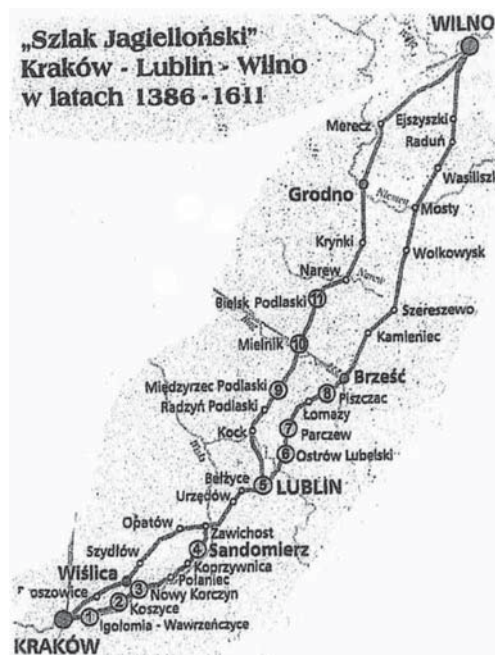 „Szlak Jagielloński”
Kraków - Lublin - Wilno
w latach 1386 - 1611
WILNO
Merecz
Ejszyszki
Raduń
Wasiliszk
Grodno
Niemen
Mosty
Krynki
Wołkowysk
Narew
Narew
Bielsk Podlaski
11
Szereszewo
Mielnik
10
Kamieniec
Brześć
Międzyrzec Podlaski
9
8
Piszczac
Radzyń Podlaski
Łomazy
7
Parczew
Kock
6
Ostrów Lubelski
Bełżyce
5
LUBLIN
Urzędów
Opatów
Zawichost
Szydłów
4
Sandomierz
Koprzywnica
Wiślica
Połaniec
oszowice
3
Nowy Korczyn
2
Koszyce
1
Igołomia - Wawrzeńczyce
KRAKÓW